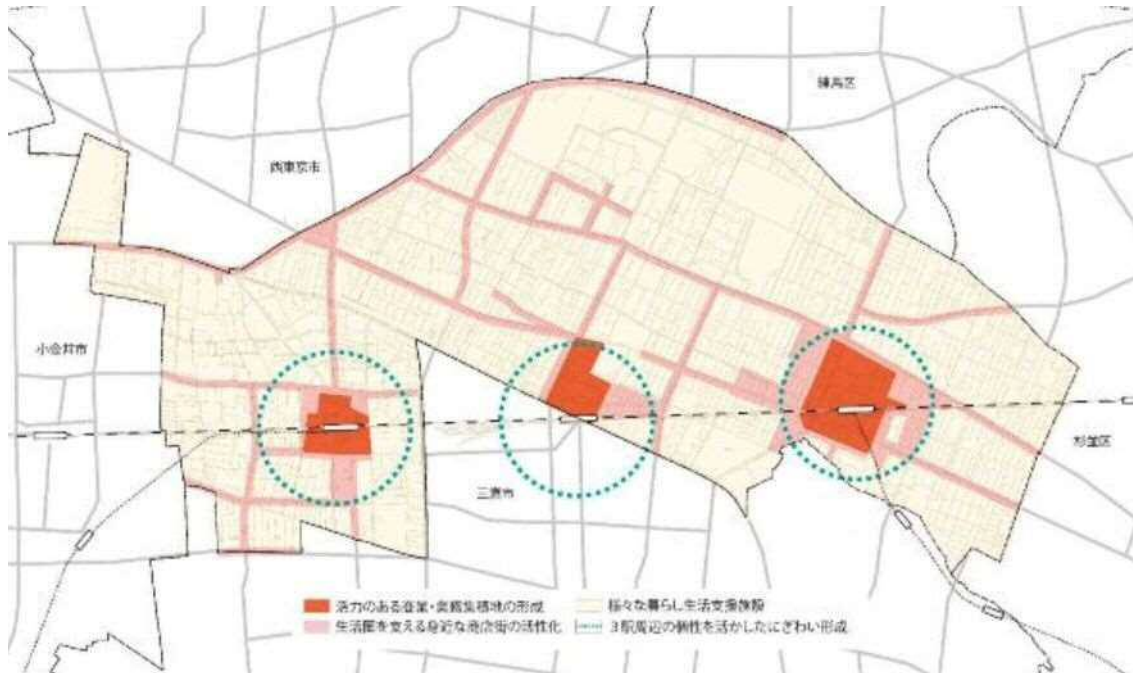 練馬区
西東京市
小金井市
杉並区
三鷹市
活力のある商業・業務集積地の形成
様々な暮らし生活支援施設
生活圏を支える身近な商店街の活性化
3駅周辺の個性を活かしたにぎわい形成